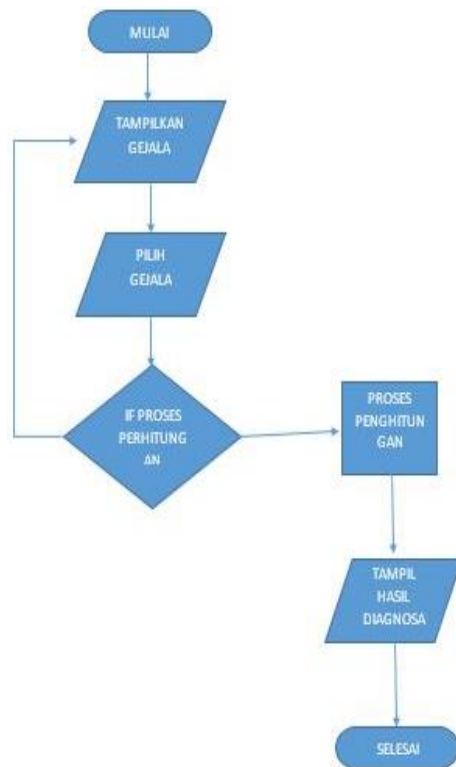 MULAI
TAMPILKAN
GEJALA
PILIH
GEJALA
IF PROSES
PERHITUNG
AN
PROSES
PENGHITUN
GAN
TAMPIL
HASIL
DIAGNOSA
SELESAI